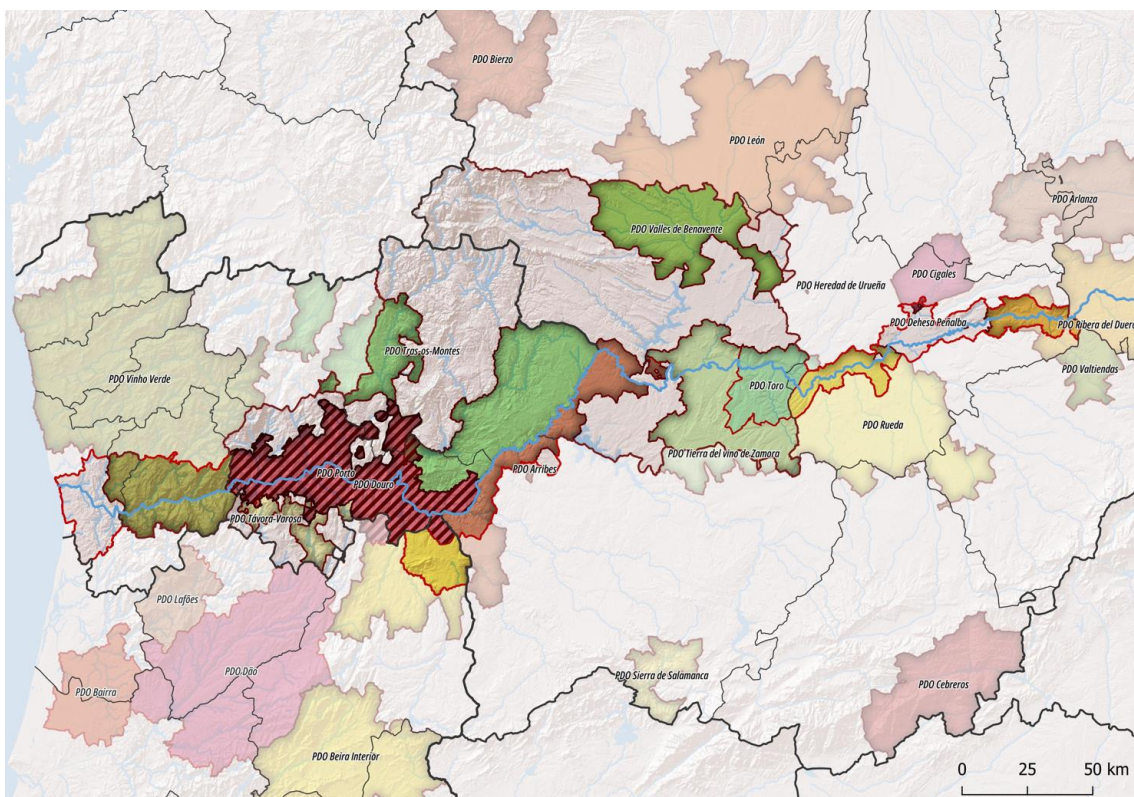 PDO Bierzo
PDO León
PDO Arlanza
PDO Valles de Benavente
PDO Cigales
PDO Heredad de Urueña
PDO Dehesa Peñalba
PDO Ribera del Duero
PDO Tras-os-Montes
PDO Vinho Verde
PDO Valtiendas
PDO Toro
PDO Rueda
PDO Tierra del vino de Zamora
PDO Arribes
PDO Porto
PDO Douro
PDO Távora-Varosa
PDO Lafões
PDO Dão
PDO Sierra de Salamanca
PDO Cebreros
PDO Bairra
PDO Beira Interior
0 25 50 km